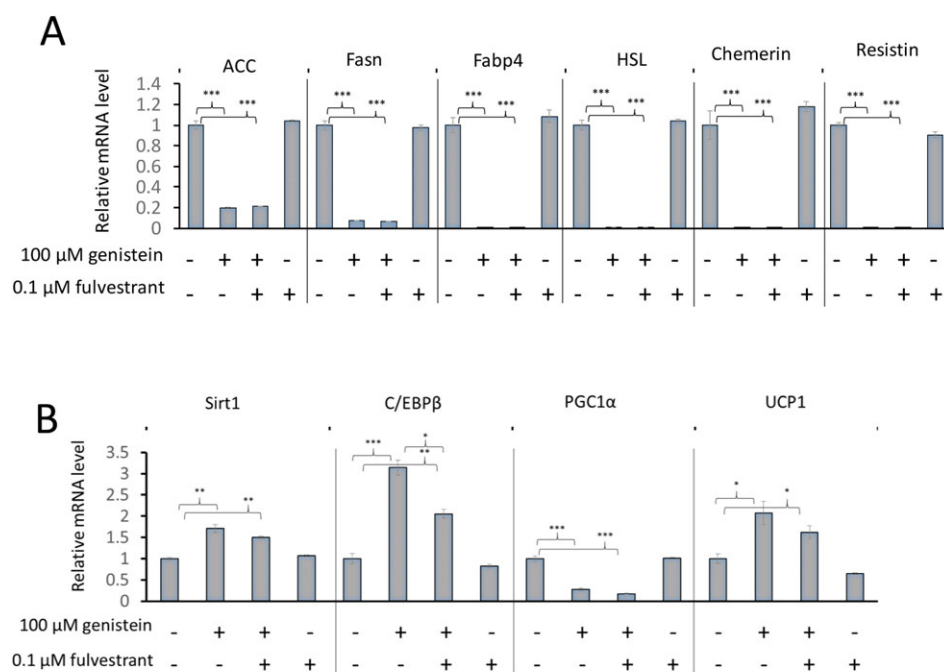 A
ACC Fasn Fabp4 HSL Chemerin Resistin
Relative mRNA level
1.4
1.2
1
0.8
0.6
0.4
0.2
0
*** *** *** *** *** *** *** *** *** *** *** ***
100 µM genistein - + + - - + + - - + + - - + + - - + + - - + + -
0.1 µM fulvestrant - - + + - - + + - - + + - - + + - - + + - - + +
B
Sirt1 C/EBPβ PGC1α UCP1
Relative mRNA level
3.5
3
2.5
2
1.5
1
0.5
0
** ** *** * ** *** *** * *
100 µM genistein - + + - - + + - - + + - - + + -
0.1 µM fulvestrant - - + + - - + + - - + + - - + +